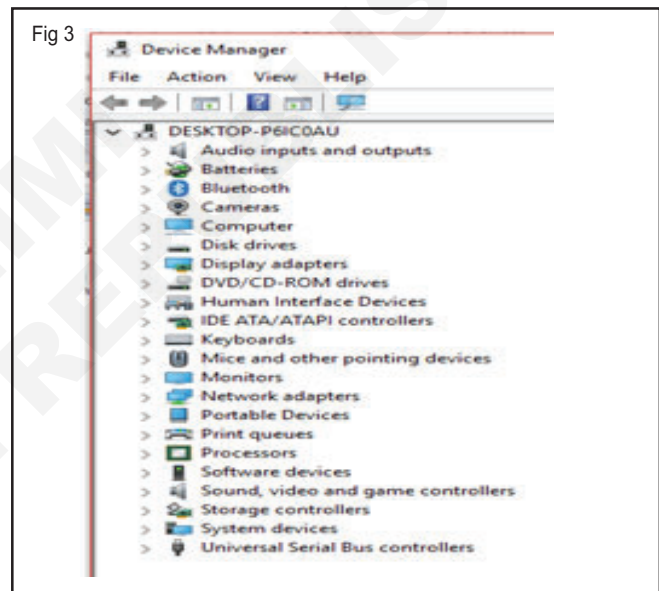 Fig 3
Device Manager
File Action View Help
DESKTOP-P6IC0AU
Audio inputs and outputs
Batteries
Bluetooth
Cameras
Computer
Disk drives
Display adapters
DVD/CD-ROM drives
Human Interface Devices
IDE ATA/ATAPI controllers
Keyboards
Mice and other pointing devices
Monitors
Network adapters
Portable Devices
Print queues
Processors
Software devices
Sound, video and game controllers
Storage controllers
System devices
Universal Serial Bus controllers